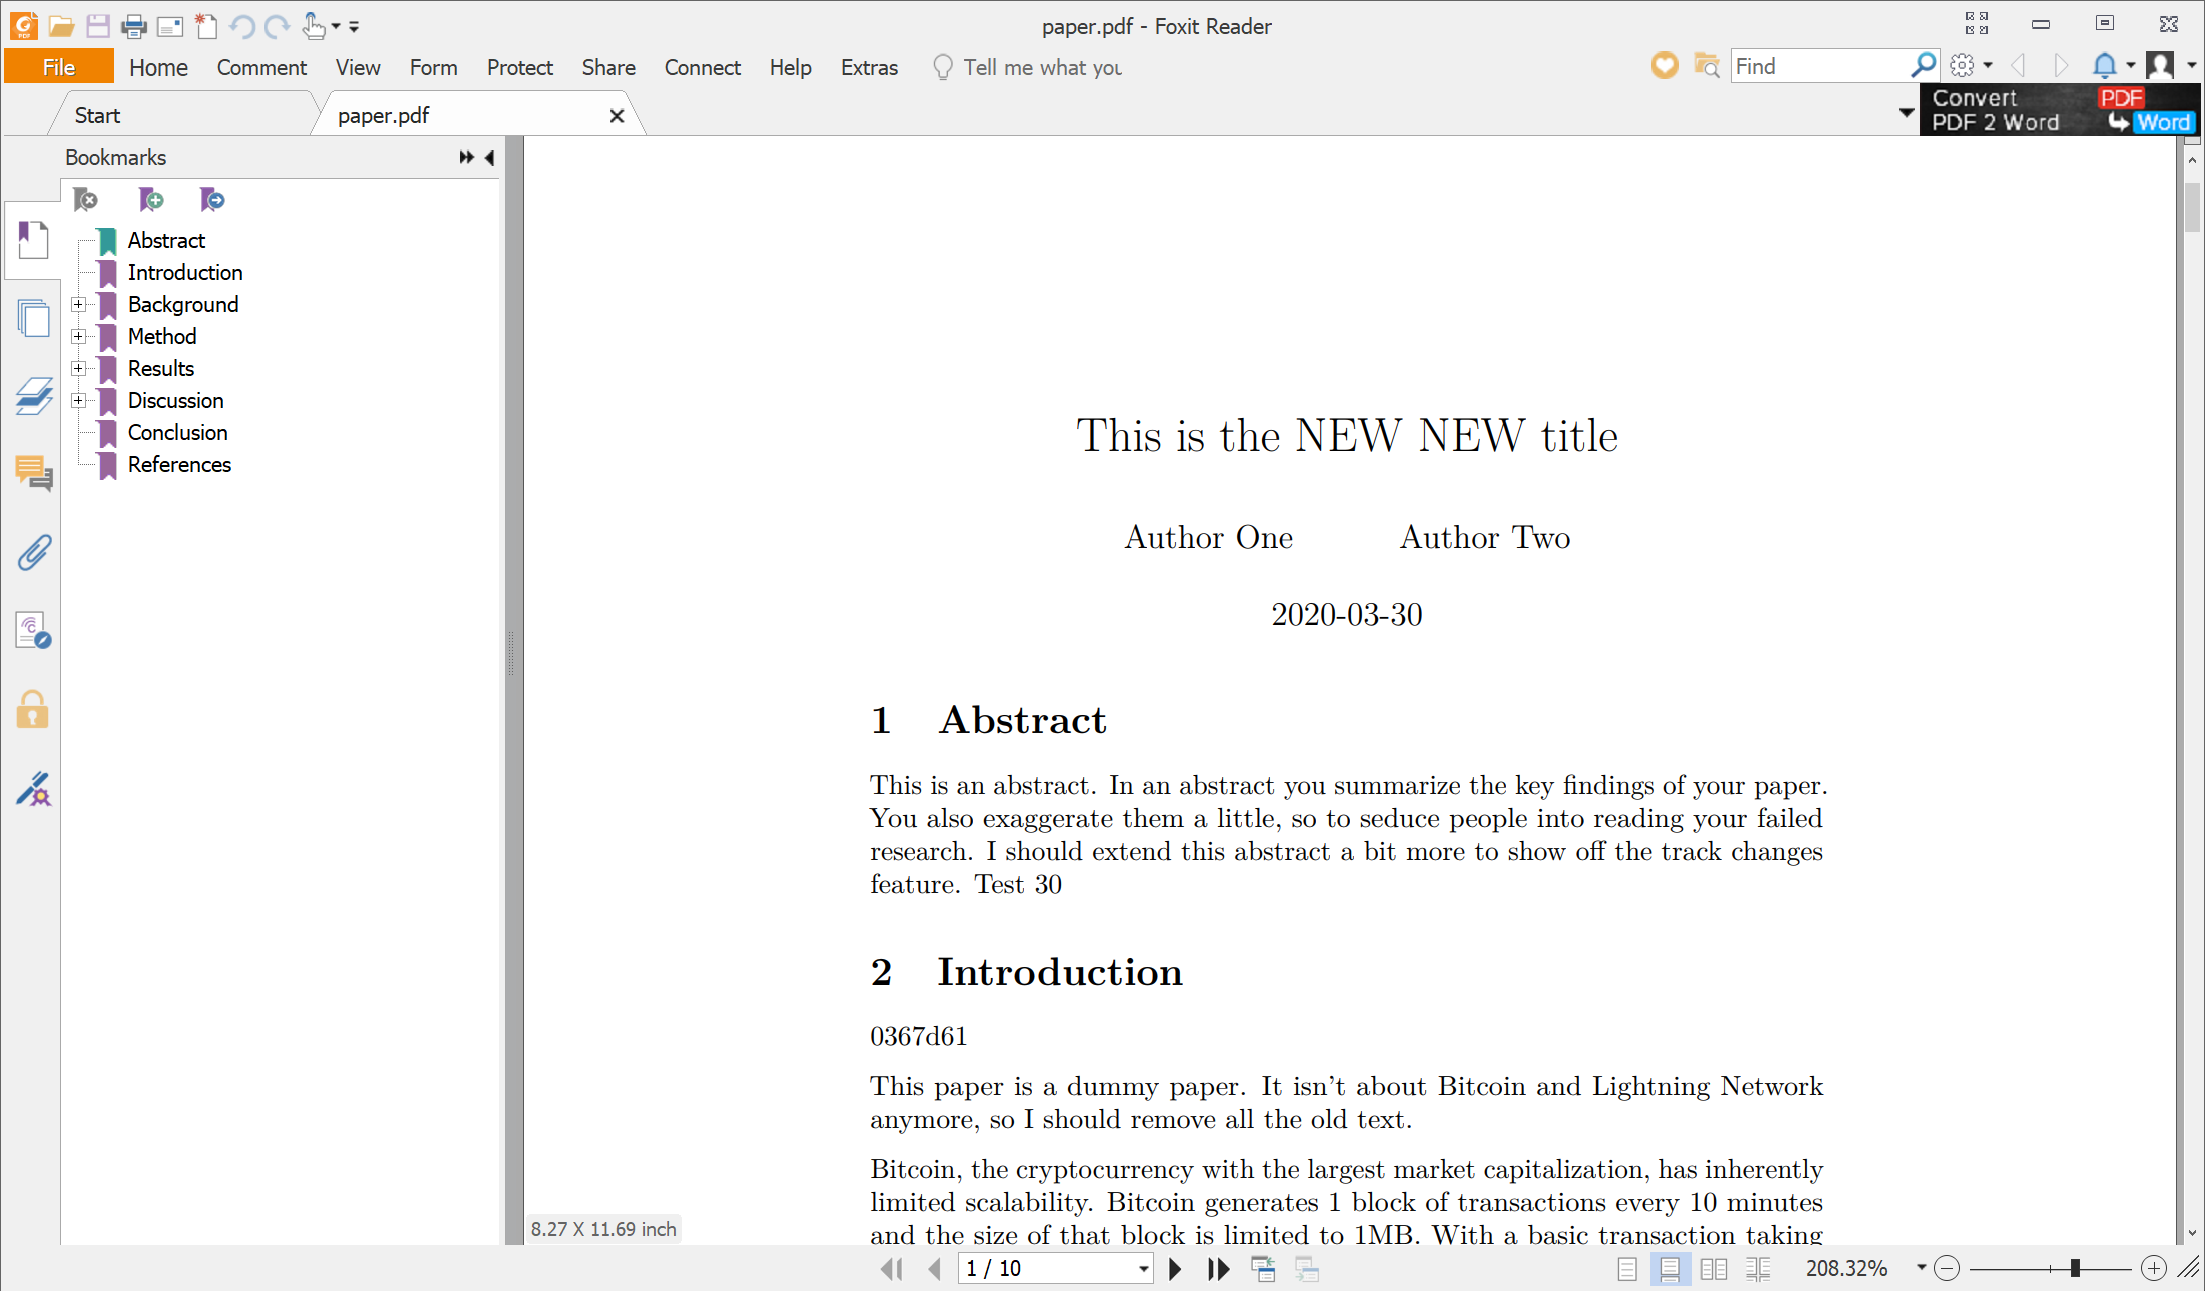 paper.pdf - Foxit Reader
File Home Comment View Form Protect Share Connect Help Extras Tell me what you Find
Start paper.pdf
Convert PDF
PDF 2 Word Word
Bookmarks
Abstract
Introduction
Background
Method
Results
Discussion
Conclusion
References
This is the NEW NEW title
Author One Author Two
2020-03-30
1 Abstract
This is an abstract. In an abstract you summarize the key findings of your paper.
You also exaggerate them a little, so to seduce people into reading your failed
research. I should extend this abstract a bit more to show off the track changes
feature. Test 30
2 Introduction
0367d61
This paper is a dummy paper. It isn't about Bitcoin and Lightning Network
anymore, so I should remove all the old text.
Bitcoin, the cryptocurrency with the largest market capitalization, has inherently
limited scalability. Bitcoin generates 1 block of transactions every 10 minutes
and the size of that block is limited to 1MB. With a basic transaction taking
8.27 X 11.69 inch
1 / 10
208.32%